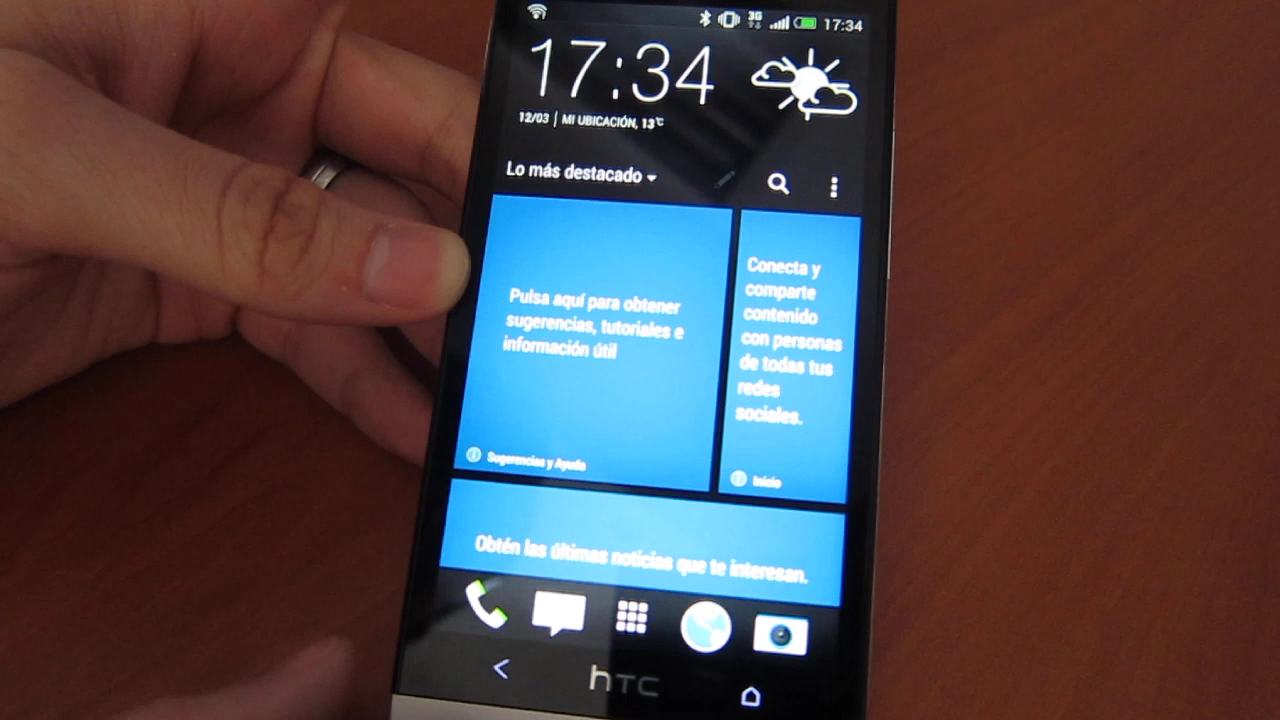 3G
17:34
17:34
12/03 | MI UBICACIÓN, 13°C
Lo más destacado
Pulsa aquí para obtener
sugerencias, tutoriales e
información útil
Sugerencias y Ayuda
Conecta y
comparte
contenido
con personas
de todas tus
redes
sociales.
Inicio
Obtén las últimas noticias que te interesan.
hTC